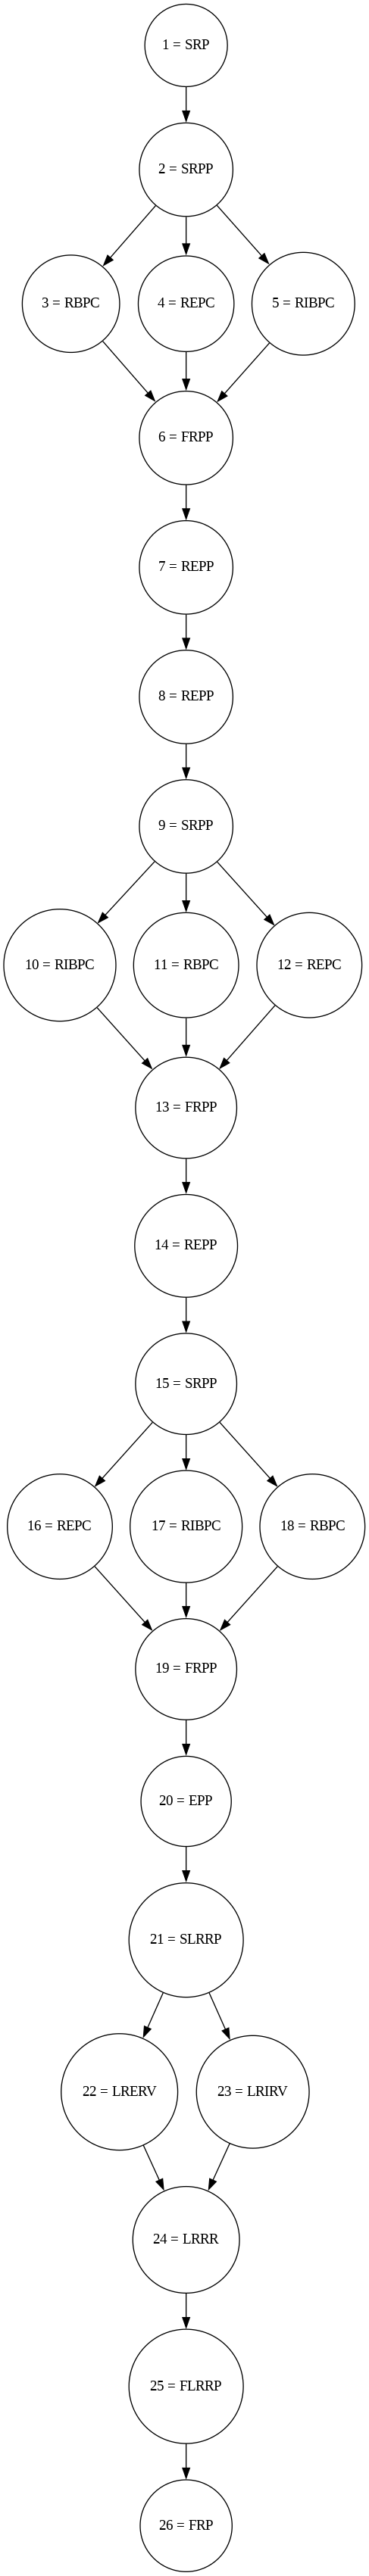 1 = SRP
2 = SRPP
3 = RBPC
4 = REPC
5 = RIBPC
6 = FRPP
7 = REPP
8 = REPP
9 = SRPP
10 = RIBPC
11 = RBPC
12 = REPC
13 = FRPP
14 = REPP
15 = SRPP
16 = REPC
17 = RIBPC
18 = RBPC
19 = FRPP
20 = EPP
21 = SLRRP
22 = LRERV
23 = LRIRV
24 = LRRR
25 = FLRRP
26 = FRP